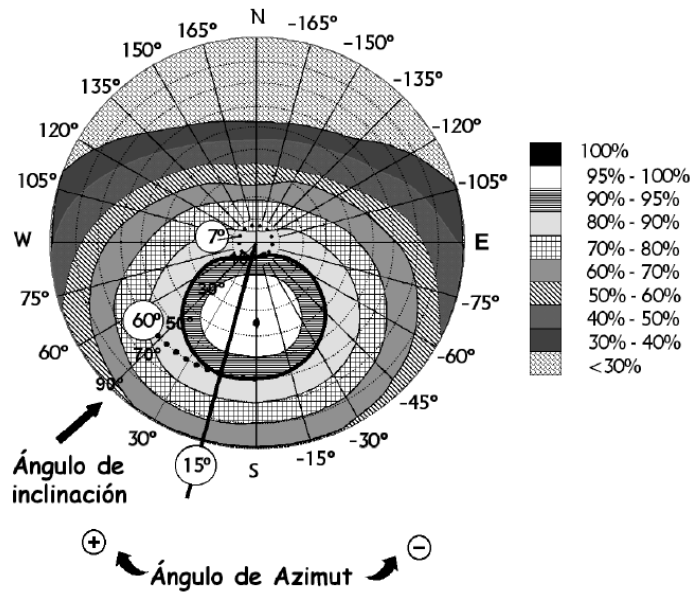 N
165°
-165°
150°
-150°
135°
-135°
120°
-120°
105°
-105°
W
E
7°
75°
-75°
30°
60°
50°
60°
-60°
70°
90°
-45°
30°
-30°
15°
S
-15°
Ángulo de
inclinación
+
−
Ángulo de Azimut
100%
95% - 100%
90% - 95%
80% - 90%
70% - 80%
60% - 70%
50% - 60%
40% - 50%
30% - 40%
<30%